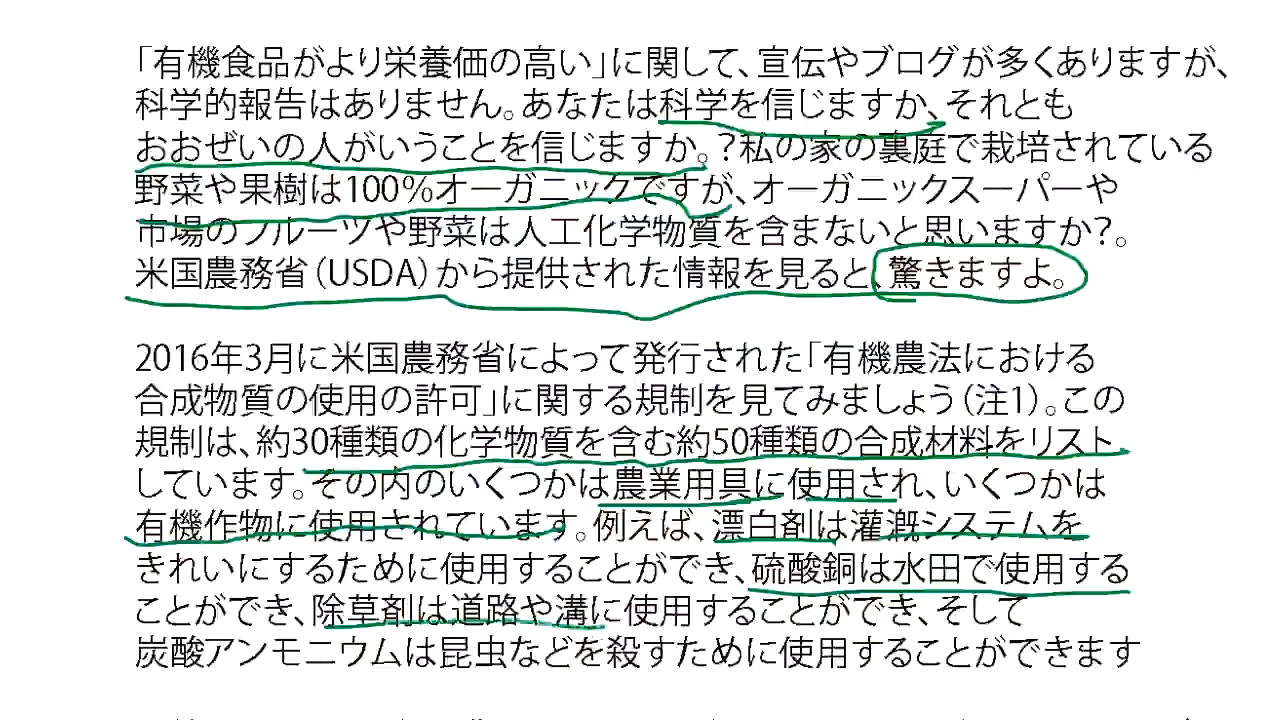 「有機食品がより栄養価の高い」に関して、宣伝やブログが多くありますが、
科学的報告はありません。あなたは科学を信じますか、それとも
おおぜいの人がいうことを信じますか。？私の家の裏庭で栽培されている
野菜や果樹は100％オーガニックですが、オーガニックスーパーや
市場のフルーツや野菜は人工化学物質を含まないと思いますか？。
米国農務省（USDA）から提供された情報を見ると、驚きますよ。
2016年3月に米国農務省によって発行された「有機農法における
合成物質の使用の許可」に関する規制を見てみましょう（注1）。この
規制は、約30種類の化学物質を含む約50種類の合成材料をリスト
しています。その内のいくつかは農業用具に使用され、いくつかは
有機作物に使用されています。例えば、漂白剤は灌漑システムを
きれいにするために使用することができ、硫酸銅は水田で使用する
ことができ、除草剤は道路や溝に使用することができ、そして
炭酸アンモニウムは昆虫などを殺すために使用することができます